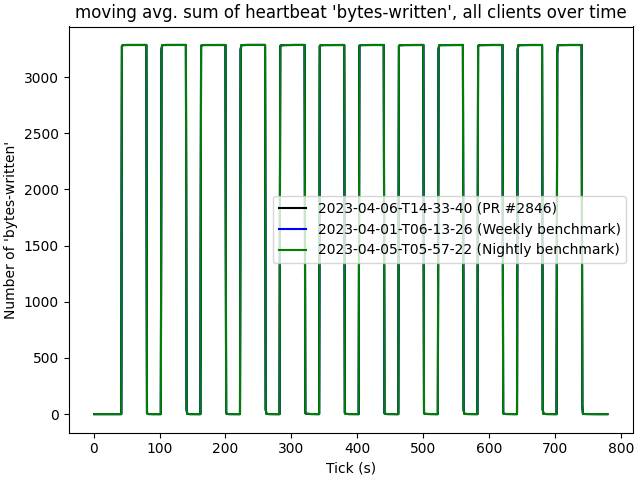 moving avg. sum of heartbeat 'bytes-written', all clients over time
Number of 'bytes-written'
3000
2500
2000
1500
1000
500
0
2023-04-06-T14-33-40 (PR #2846)
2023-04-01-T06-13-26 (Weekly benchmark)
2023-04-05-T05-57-22 (Nightly benchmark)
0 100 200 300 400 500 600 700 800
Tick (s)